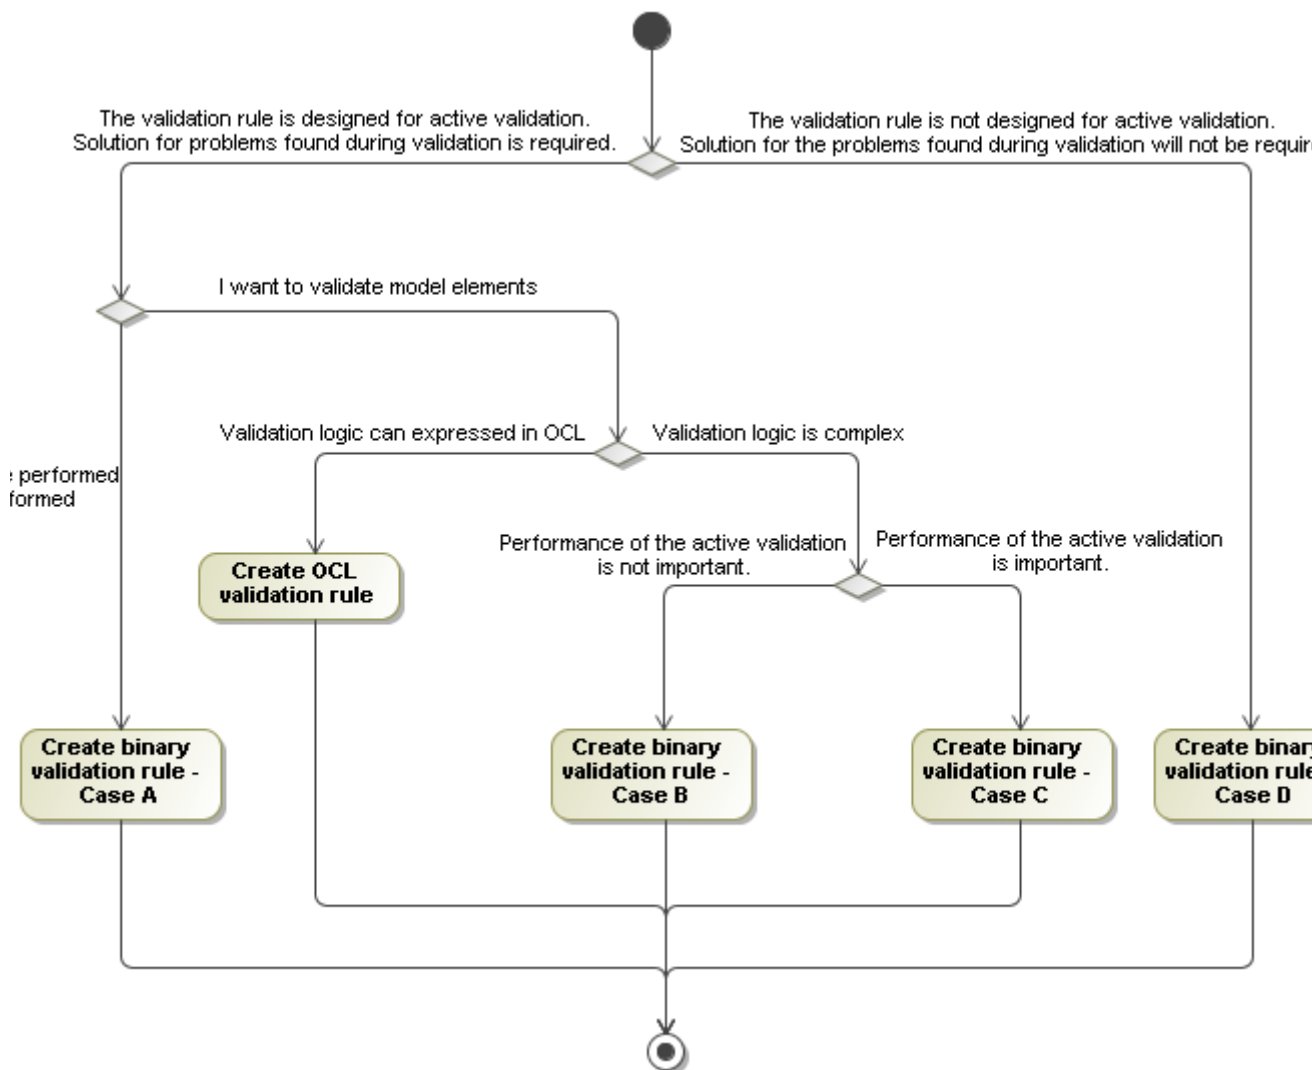 The validation rule is designed for active validation.
Solution for problems found during validation is required.
The validation rule is not designed for active validation.
Solution for the problems found during validation will not be
I want to validate model elements
Validation logic can expressed in OCL
Validation logic is complex
performed
Performance of the active validation
is not important.
Performance of the active validation
is important.
Create OCL
validation rule
Create binary
validation rule -
Case A
Create binary
validation rule -
Case B
Create binary
validation rule -
Case C
Create
validation rule
Case D